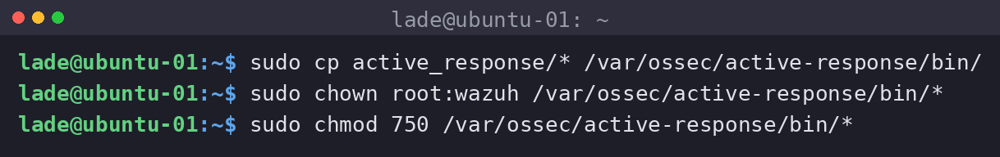 lade@ubuntu-01: ~
lade@ubuntu-01:~$ sudo cp active_response/* /var/ossec/active-response/bin/
lade@ubuntu-01:~$ sudo chown root:wazuh /var/ossec/active-response/bin/*
lade@ubuntu-01:~$ sudo chmod 750 /var/ossec/active-response/bin/*